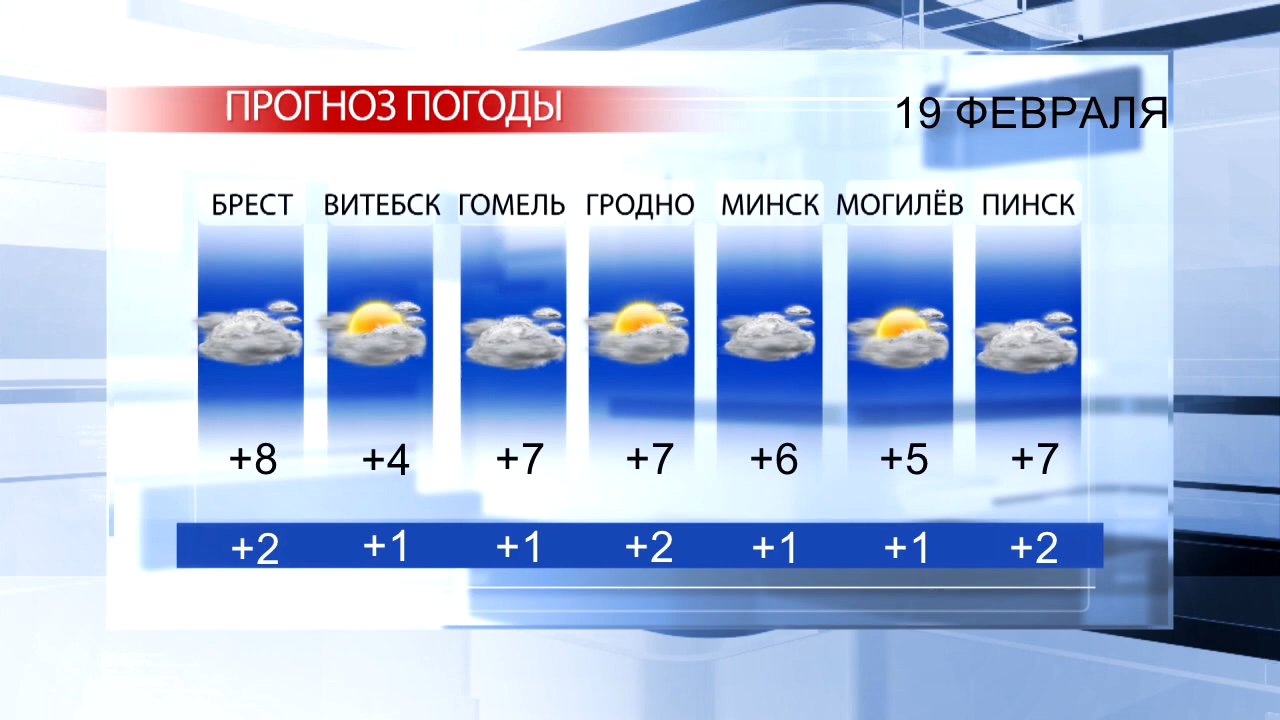 ПРОГНОЗ ПОГОДЫ
19 ФЕВРАЛЯ
БРЕСТ ВИТЕБСК ГОМЕЛЬ ГРОДНО МИНСК МОГИЛЁВ ПИНСК
+8 +4 +7 +7 +6 +5 +7
+2 +1 +1 +2 +1 +1 +2